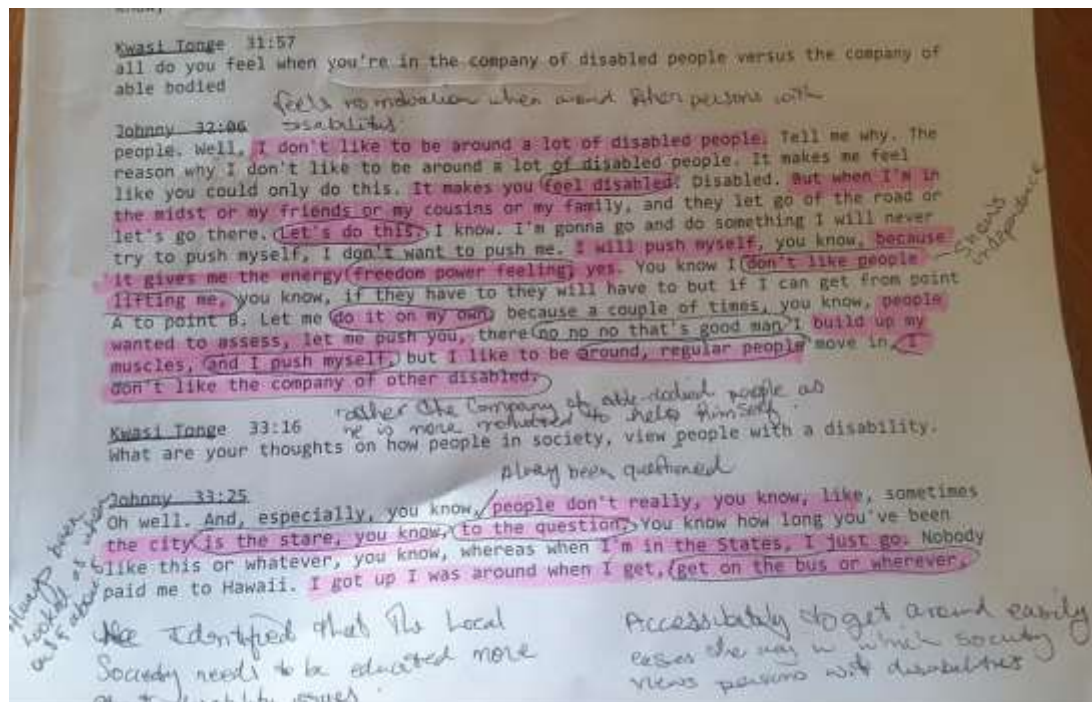 Kwasi Tonge 31:57
all do you feel when you're in the company of disabled people versus the company of
able bodied
feels no motivation when around other persons with
disabilities.
Johnny 32:06
people. Well, I don't like to be around a lot of disabled people. Tell me why. The
reason why I don't like to be around a lot of disabled people. It makes me feel
like you could only do this. It makes you feel disabled. Disabled. But when I'm in
the midst or my friends or my cousins or my family, and they let go of the road or
let's go there. Let's do this, I know. I'm gonna go and do something I will never
try to push myself, I don't want to push me. I will push myself, you know, because
it gives me the energy (freedom power feeling) yes. You know I don't like people
lifting me, you know, if they have to they will have to but if I can get from point
A to point B. Let me do it on my own, because a couple of times, you know, people
wanted to assess, let me push you, there no no no that's good man I build up my
muscles, and I push myself, but I like to be around, regular people move in, I
don't like the company of other disabled.
Shows
independence
rather the Company of able-bodied people as
he is more motivated to help himself.
Kwasi Tonge 33:16
What are your thoughts on how people in society, view people with a disability.
Always been questioned
Johnny 33:25
Oh well. And, especially, you know, people don't really, you know, like, sometimes
the city is the stare, you know, to the question, You know how long you've been
like this or whatever, you know, whereas when I'm in the States, I just go. Nobody
paid me to Hawaii. I got up I was around when I get, get on the bus or wherever,
Always been
looked at
as if
Identified that the Local
Society needs to be educated more
issues.
Accessibility to get around easily
eases the way in which society
views persons with disabilities